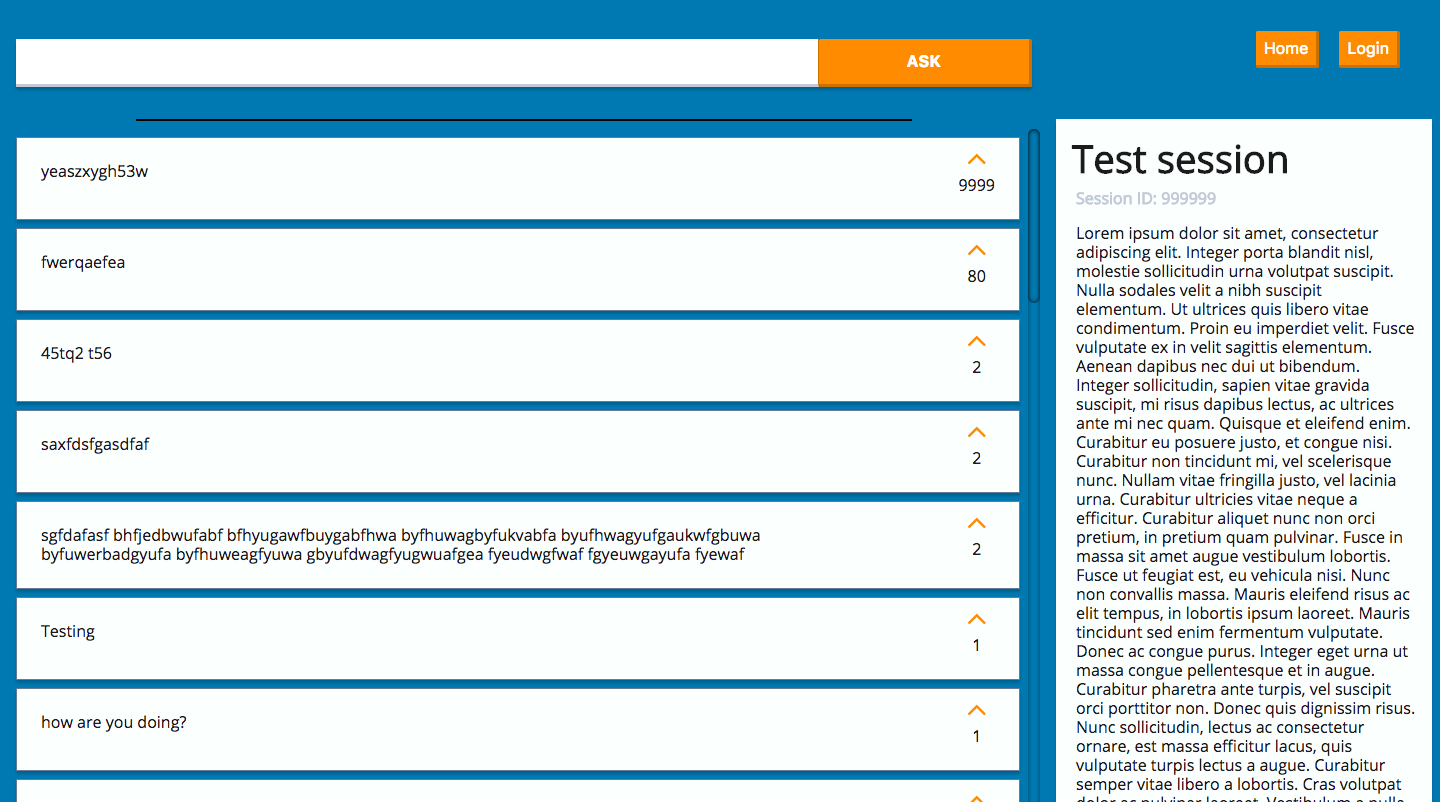 ASK
Home
Login
yeaszxygh53w
9999
fwerqaefea
80
45tq2 t56
2
saxfdsfgasdfaf
2
sgfdafasf bhfjedbwufabf bfhyugawfbuygabfhwa byfhuwagbyfukvabfa byufhwagyufgaukwfgbuwa
byfuwerbadgyufa byfhuweagfyuwa gbyufdwagfyugwuafgea fyeudwgfwaf fgyeuwgayufa fyewaf
2
Testing
1
how are you doing?
1
Test session
Session ID: 999999
Lorem ipsum dolor sit amet, consectetur
adipiscing elit. Integer porta blandit nisl,
molestie sollicitudin urna volutpat suscipit.
Nulla sodales velit a nibh suscipit
elementum. Ut ultrices quis libero vitae
condimentum. Proin eu imperdiet velit. Fusce
vulputate ex in velit sagittis elementum.
Aenean dapibus nec dui ut bibendum.
Integer sollicitudin, sapien vitae gravida
suscipit, mi risus dapibus lectus, ac ultrices
ante mi nec quam. Quisque et eleifend enim.
Curabitur eu posuere justo, et congue nisi.
Curabitur non tincidunt mi, vel scelerisque
nunc. Nullam vitae fringilla justo, vel lacinia
urna. Curabitur ultricies vitae neque a
efficitur. Curabitur aliquet nunc non orci
pretium, in pretium quam pulvinar. Fusce in
massa sit amet augue vestibulum lobortis.
Fusce ut feugiat est, eu vehicula nisi. Nunc
non convallis massa. Mauris eleifend risus ac
elit tempus, in lobortis ipsum laoreet. Mauris
tincidunt sed enim fermentum vulputate.
Donec ac congue purus. Integer eget urna ut
massa congue pellentesque et in augue.
Curabitur pharetra ante turpis, vel suscipit
orci porttitor non. Donec quis dignissim risus.
Nunc sollicitudin, lectus ac consectetur
ornare, est massa efficitur lacus, quis
vulputate turpis lectus a augue. Curabitur
semper vitae libero a lobortis. Cras volutpat